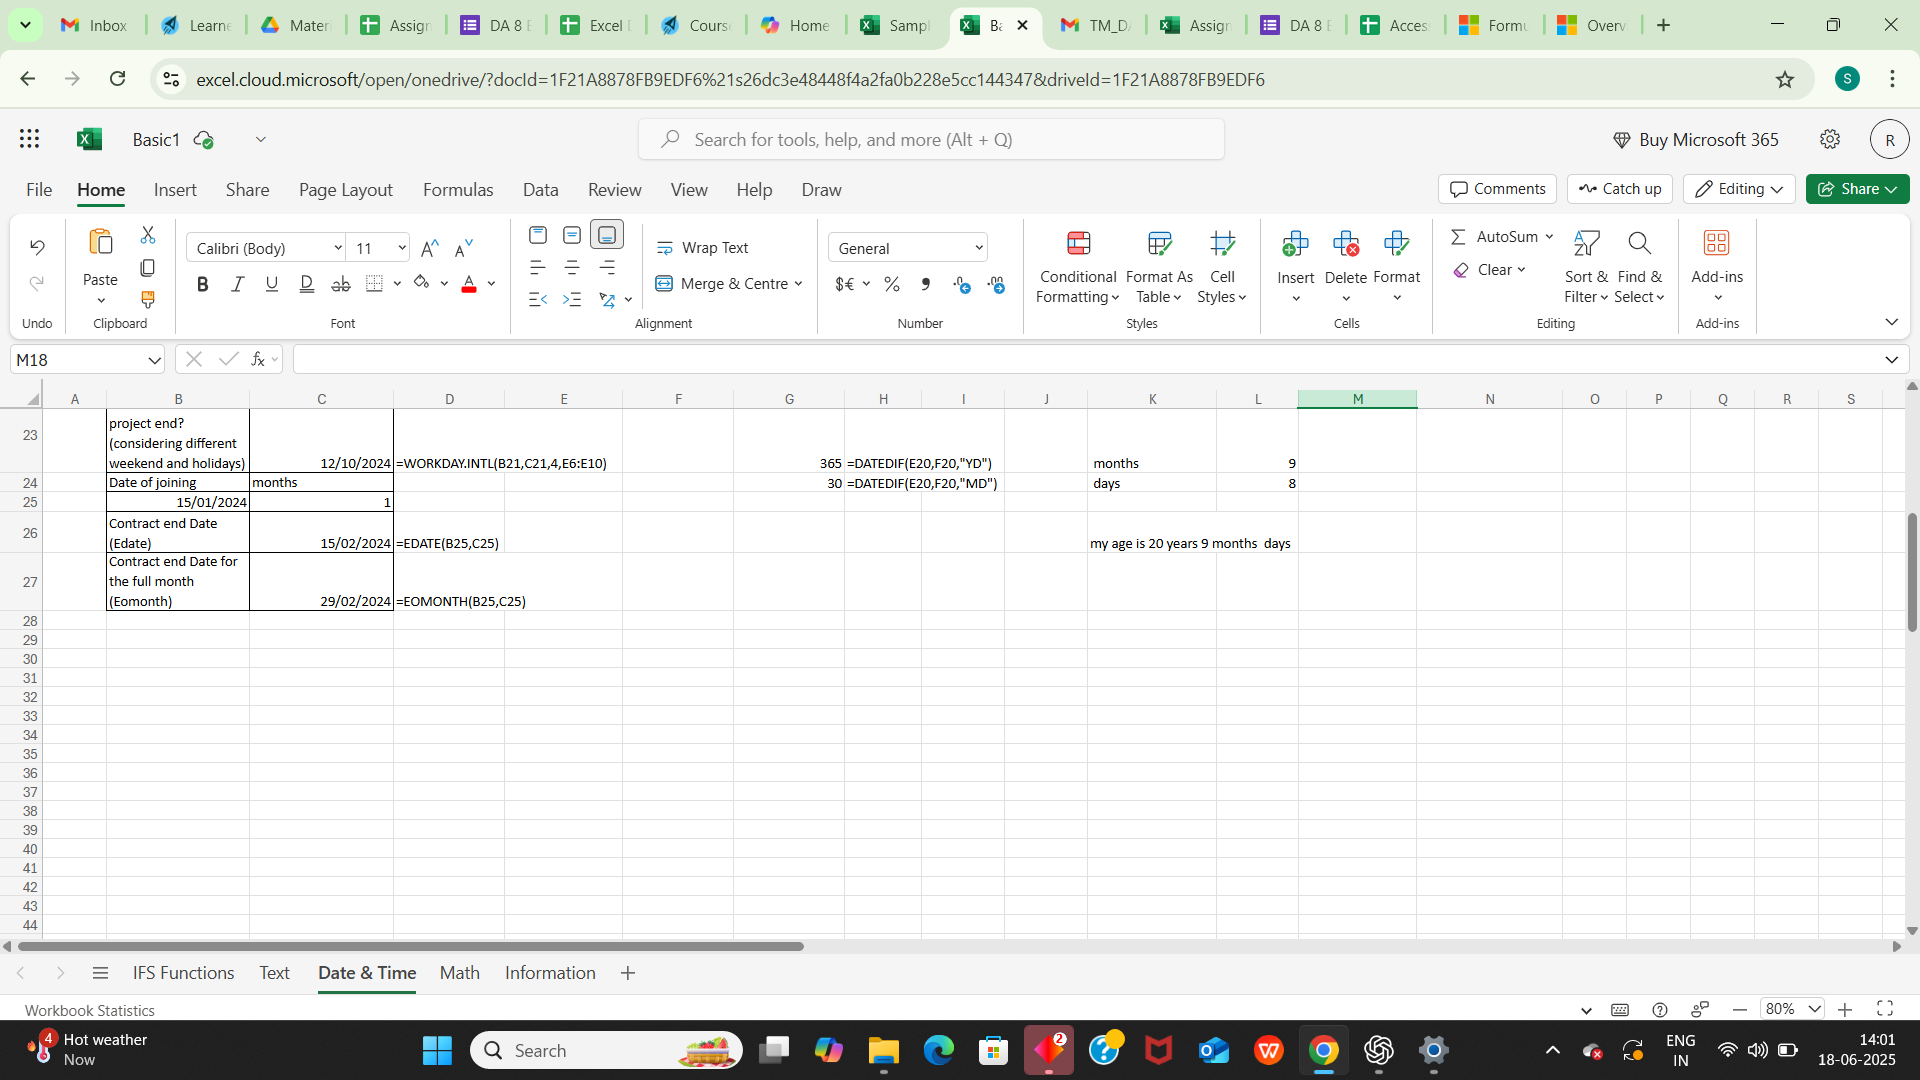 Inbox
Learne
Mater
Assign
DA 8 E
Excel D
Cours
Home
Sampl
Ba
TM_D
Assign
DA 8 E
Acces
Formu
Overv
excel.cloud.microsoft/open/onedrive/?docId=1F21A8878FB9EDF6%21s26dc3e48448f4a2fa0b228e5cc144347&driveId=1F21A8878FB9EDF6
S
Basic1
Search for tools, help, and more (Alt + Q)
Buy Microsoft 365
R
File Home Insert Share Page Layout Formulas Data Review View Help Draw
Comments Catch up Editing Share
Paste
Calibri (Body) 11
Wrap Text
Merge & Centre
General
Conditional Formatting
Format As Table
Cell Styles
Insert Delete Format
AutoSum
Clear
Sort & Filter
Find & Select
Add-ins
Undo Clipboard Font Alignment Number Styles Cells Editing Add-ins
M18
fx
A B C D E F G H I J K L M N O P Q R S
23 project end?
(considering different
weekend and holidays) 12/10/2024 =WORKDAY.INTL(B21,C21,4,E6:E10) 365 =DATEDIF(E20,F20,"YD") months 9
24 Date of joining months 30 =DATEDIF(E20,F20,"MD") days 8
25 15/01/2024 1
26 Contract end Date
(Edate) 15/02/2024 =EDATE(B25,C25) my age is 20 years 9 months  days
27 Contract end Date for
the full month
(Eomonth) 29/02/2024 =EOMONTH(B25,C25)
28
29
30
31
32
33
34
35
36
37
38
39
40
41
42
43
44
IFS Functions Text Date & Time Math Information
Workbook Statistics
80%
4 Hot weather
Now
Search
2
ENG
IN
14:01
18-06-2025